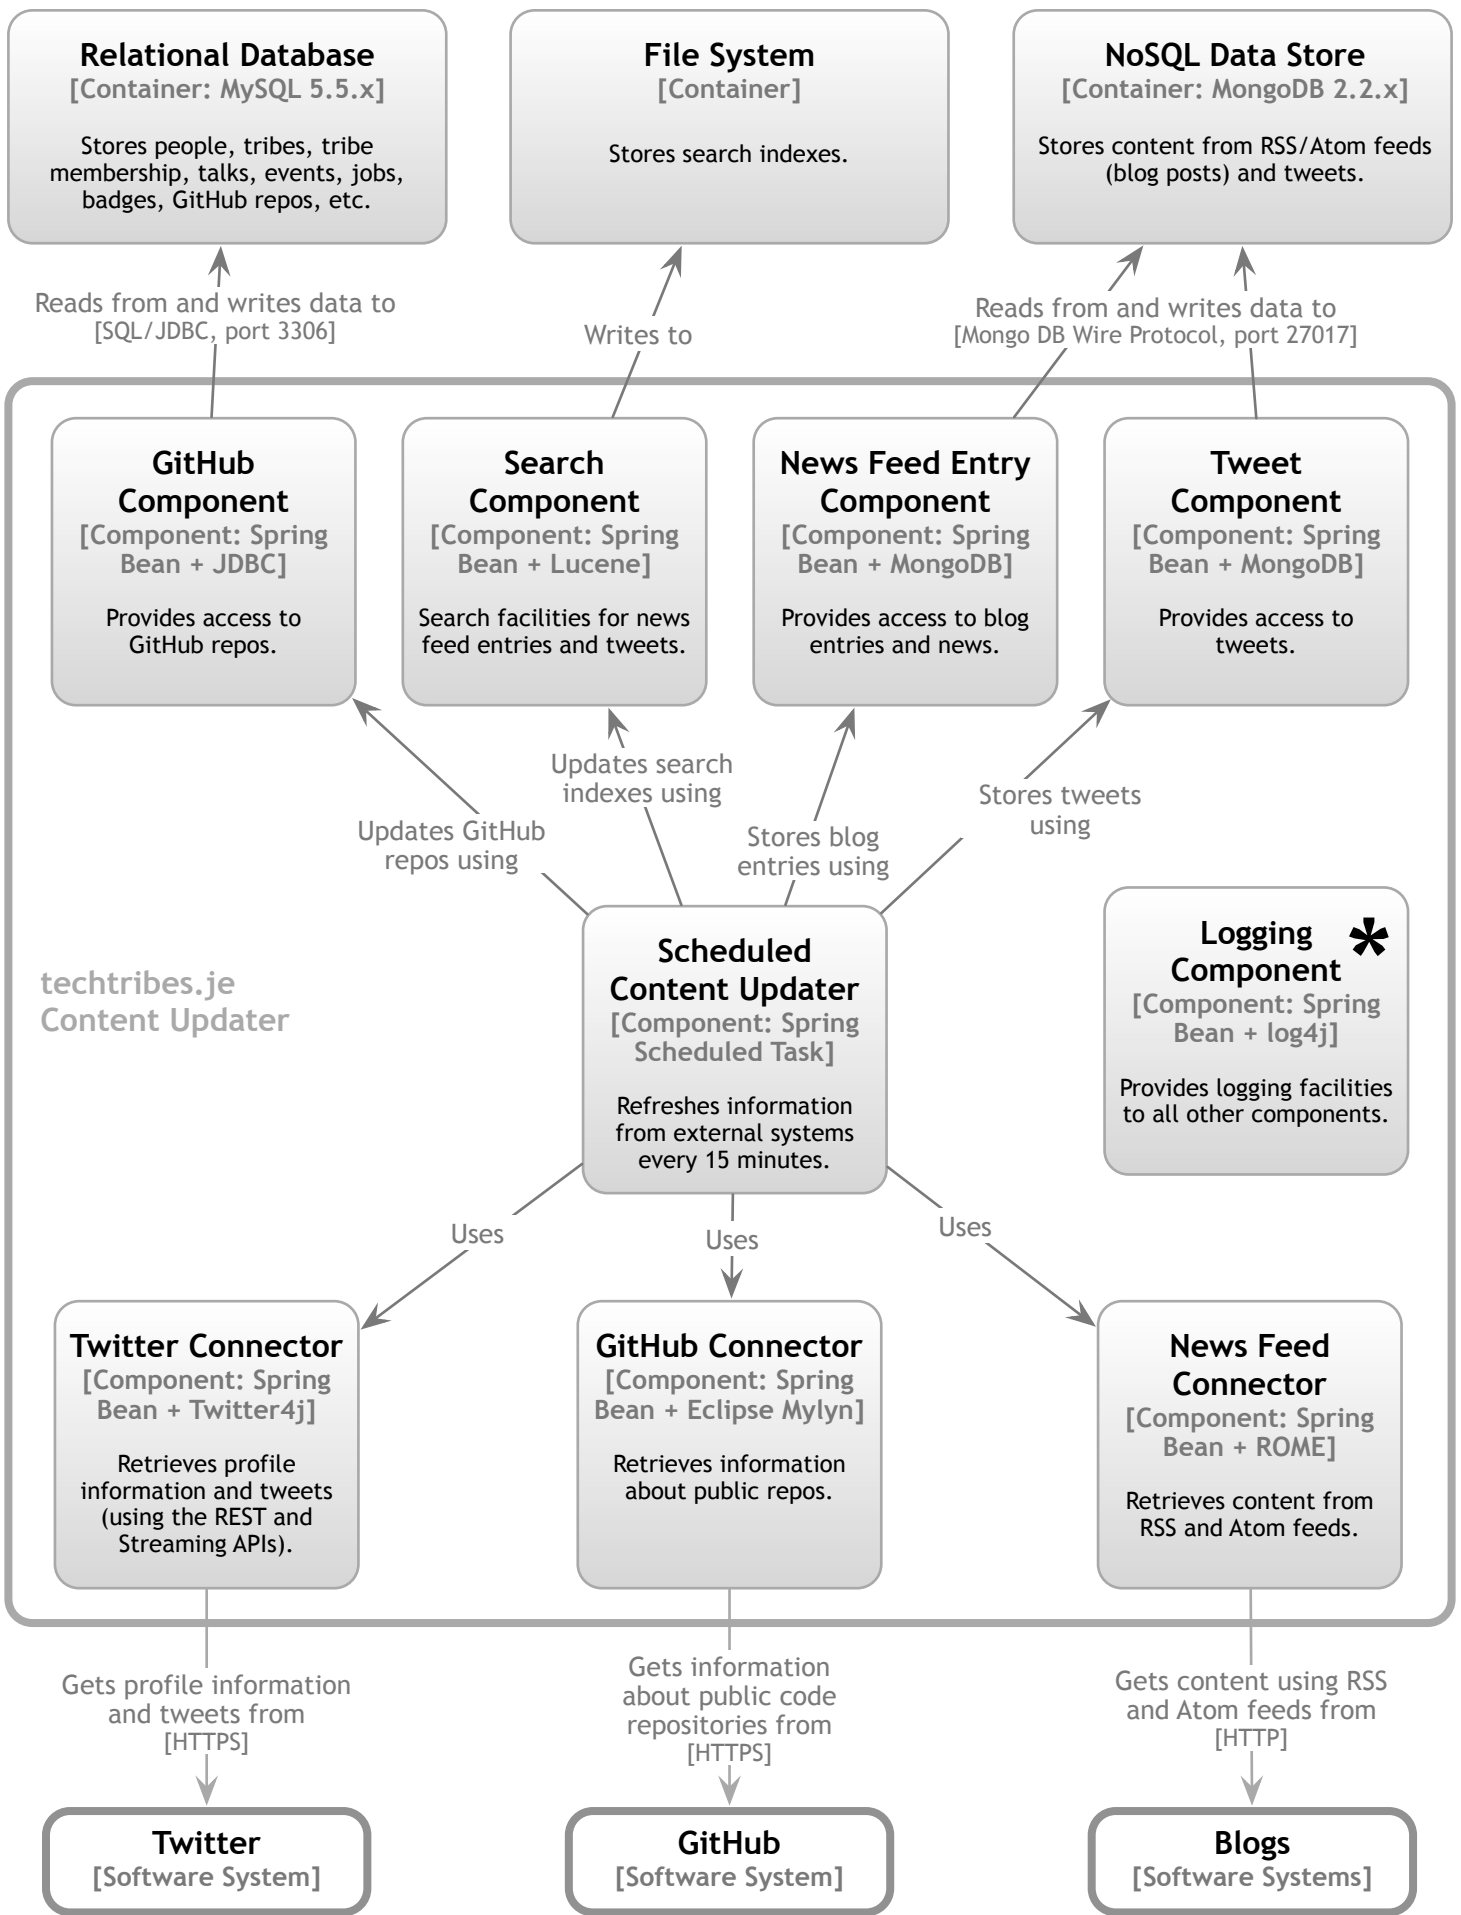 Relational Database
[Container: MySQL 5.5.x]
Stores people, tribes, tribe
membership, talks, events, jobs,
badges, GitHub repos, etc.
File System
[Container]
Stores search indexes.
NoSQL Data Store
[Container: MongoDB 2.2.x]
Stores content from RSS/Atom feeds
(blog posts) and tweets.
Reads from and writes data to
[SQL/JDBC, port 3306]
Writes to
Reads from and writes data to
[Mongo DB Wire Protocol, port 27017]
GitHub
Component
[Component: Spring
Bean + JDBC]
Provides access to
GitHub repos.
Search
Component
[Component: Spring
Bean + Lucene]
Search facilities for news
feed entries and tweets.
News Feed Entry
Component
[Component: Spring
Bean + MongoDB]
Provides access to blog
entries and news.
Tweet
Component
[Component: Spring
Bean + MongoDB]
Provides access to
tweets.
Updates GitHub
repos using
Updates search
indexes using
Stores blog
entries using
Stores tweets
using
techtribes.je
Content Updater
Scheduled
Content Updater
[Component: Spring
Scheduled Task]
Refreshes information
from external systems
every 15 minutes.
Logging *
Component
[Component: Spring
Bean + log4j]
Provides logging facilities
to all other components.
Uses
Uses
Uses
Twitter Connector
[Component: Spring
Bean + Twitter4j]
Retrieves profile
information and tweets
(using the REST and
Streaming APIs).
GitHub Connector
[Component: Spring
Bean + Eclipse Mylyn]
Retrieves information
about public repos.
News Feed
Connector
[Component: Spring
Bean + ROME]
Retrieves content from
RSS and Atom feeds.
Gets profile information
and tweets from
[HTTPS]
Gets information
about public code
repositories from
[HTTPS]
Gets content using RSS
and Atom feeds from
[HTTP]
Twitter
[Software System]
GitHub
[Software System]
Blogs
[Software Systems]